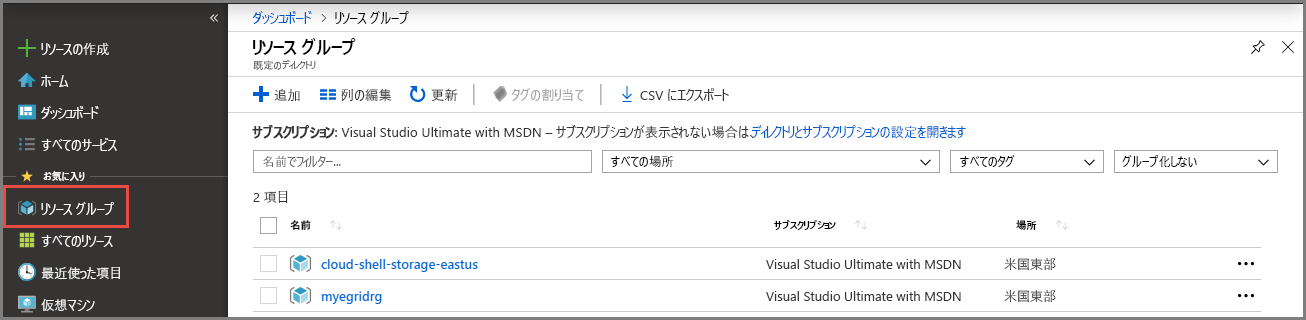 «
リソースの作成
ホーム
ダッシュボード
すべてのサービス
お気に入り
リソース グループ
すべてのリソース
最近使った項目
仮想マシン
ダッシュボード > リソース グループ
リソース グループ
既定のディレクトリ
追加 列の編集 更新 タグの割り当て CSV にエクスポート
サブスクリプション: Visual Studio Ultimate with MSDN – サブスクリプションが表示されない場合は、ディレクトリとサブスクリプションの設定を開きます
名前でフィルター... すべての場所 すべてのタグ グループ化しない
2 項目
名前 サブスクリプション 場所
cloud-shell-storage-eastus Visual Studio Ultimate with MSDN 米国東部
myegridrg Visual Studio Ultimate with MSDN 米国東部